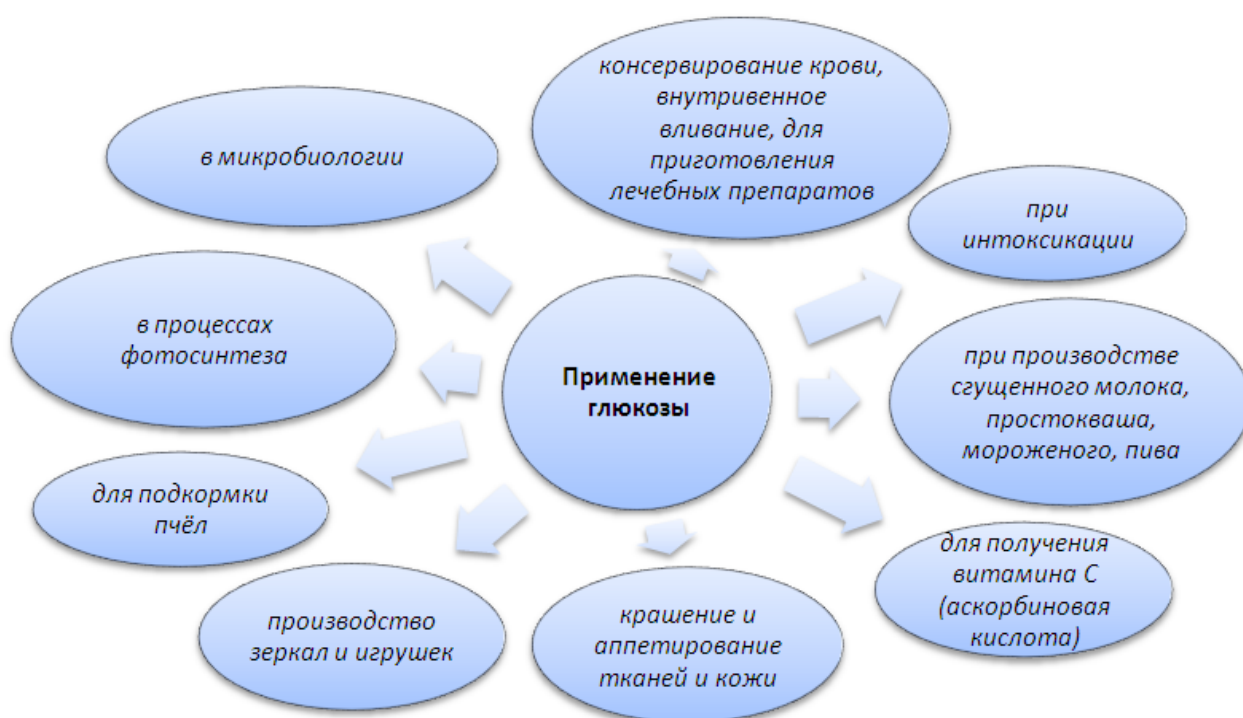 консервирование крови,
внутривенное
вливание, для
приготовления
лечебных препаратов
в микробиологии
при
интоксикации
в процессах
фотосинтеза
при производстве
сгущенного молока,
простокваша,
мороженого, пива
Применение
глюкозы
для подкормки
пчёл
для получения
витамина С
(аскорбиновая
кислота)
производство
зеркал и игрушек
крашение и
аппетирование
тканей и кожи